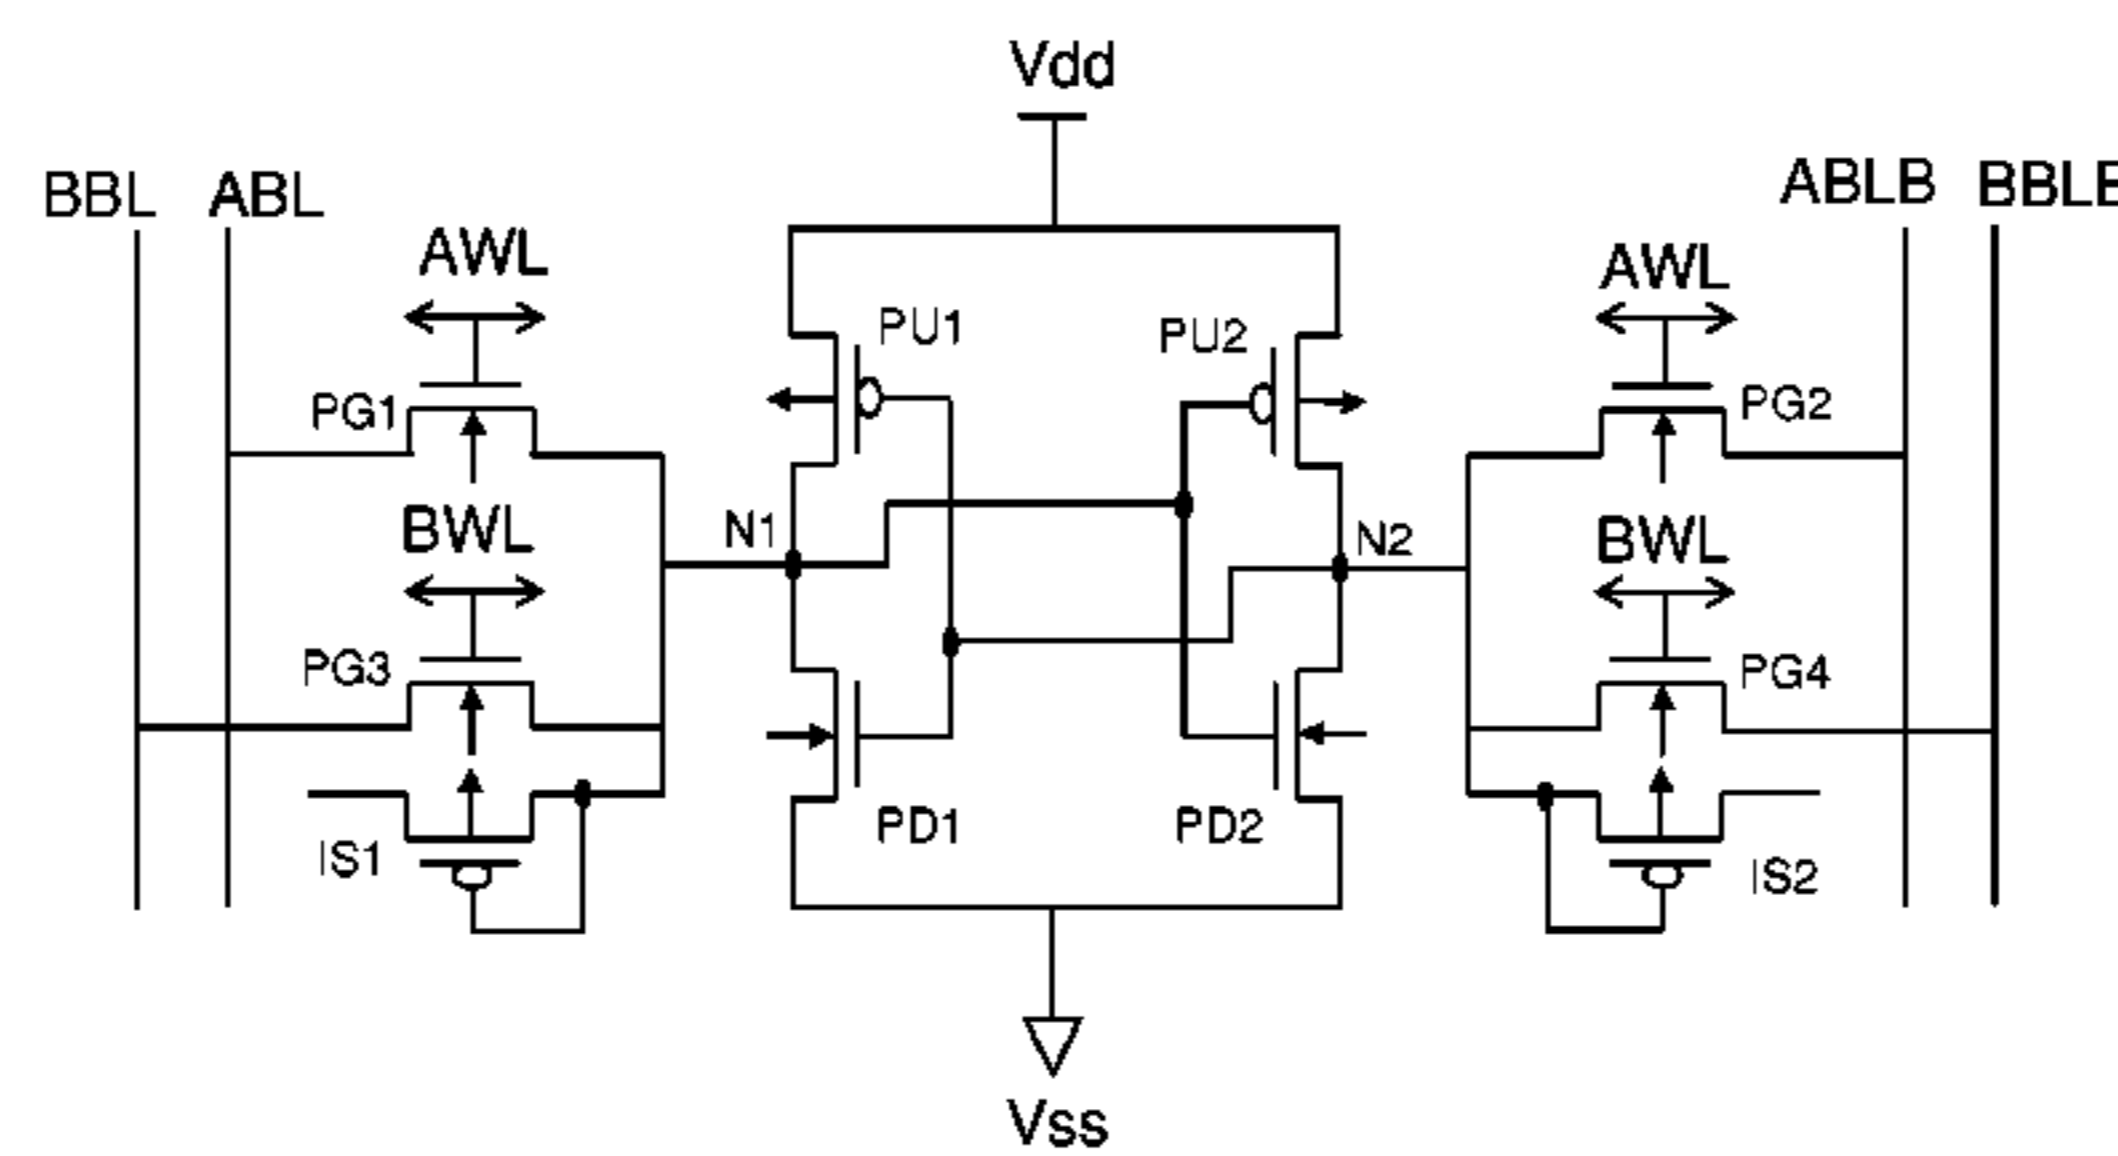 Vdd
BBL ABL
ABLB
AWL
AWL
PU1
PU2
PG1
PG2
BWL
N1
N2
BWL
PG3
PG4
IS1
PD1
PD2
IS2
Vss